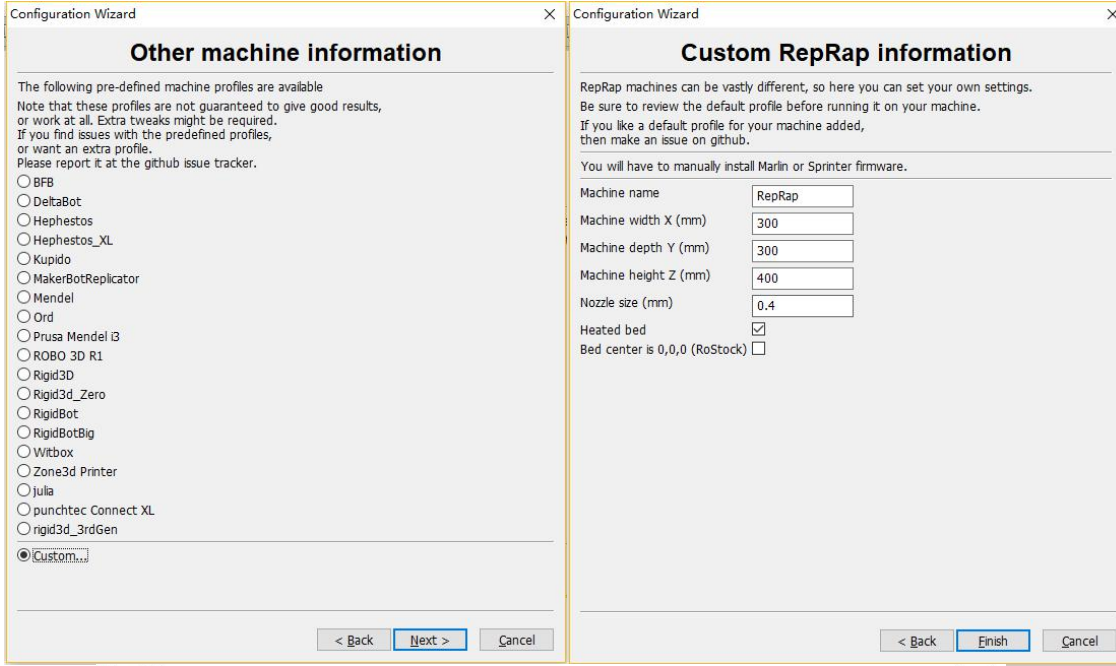 Configuration Wizard
Other machine information
The following pre-defined machine profiles are available
Note that these profiles are not guaranteed to give good results,
or work at all. Extra tweaks might be required.
If you find issues with the predefined profiles,
or want an extra profile.
Please report it at the github issue tracker.
BFB
DeltaBot
Hephestos
Hephestos_XL
Kupido
MakerBotReplicator
Mendel
Ord
Prusa Mendel i3
ROBO 3D R1
Rigid3D
Rigid3d_Zero
RigidBot
RigidBotBig
Witbox
Zone3d Printer
julia
punchtec Connect XL
rigid3d_3rdGen
Custom...
< Back Next > Cancel
Configuration Wizard
Custom RepRap information
RepRap machines can be vastly different, so here you can set your own settings.
Be sure to review the default profile before running it on your machine.
If you like a default profile for your machine added,
then make an issue on github.
You will have to manually install Marlin or Sprinter firmware.
Machine name RepRap
Machine width X (mm) 300
Machine depth Y (mm) 300
Machine height Z (mm) 400
Nozzle size (mm) 0.4
Heated bed
Bed center is 0,0,0 (RoStock)
< Back Finish Cancel